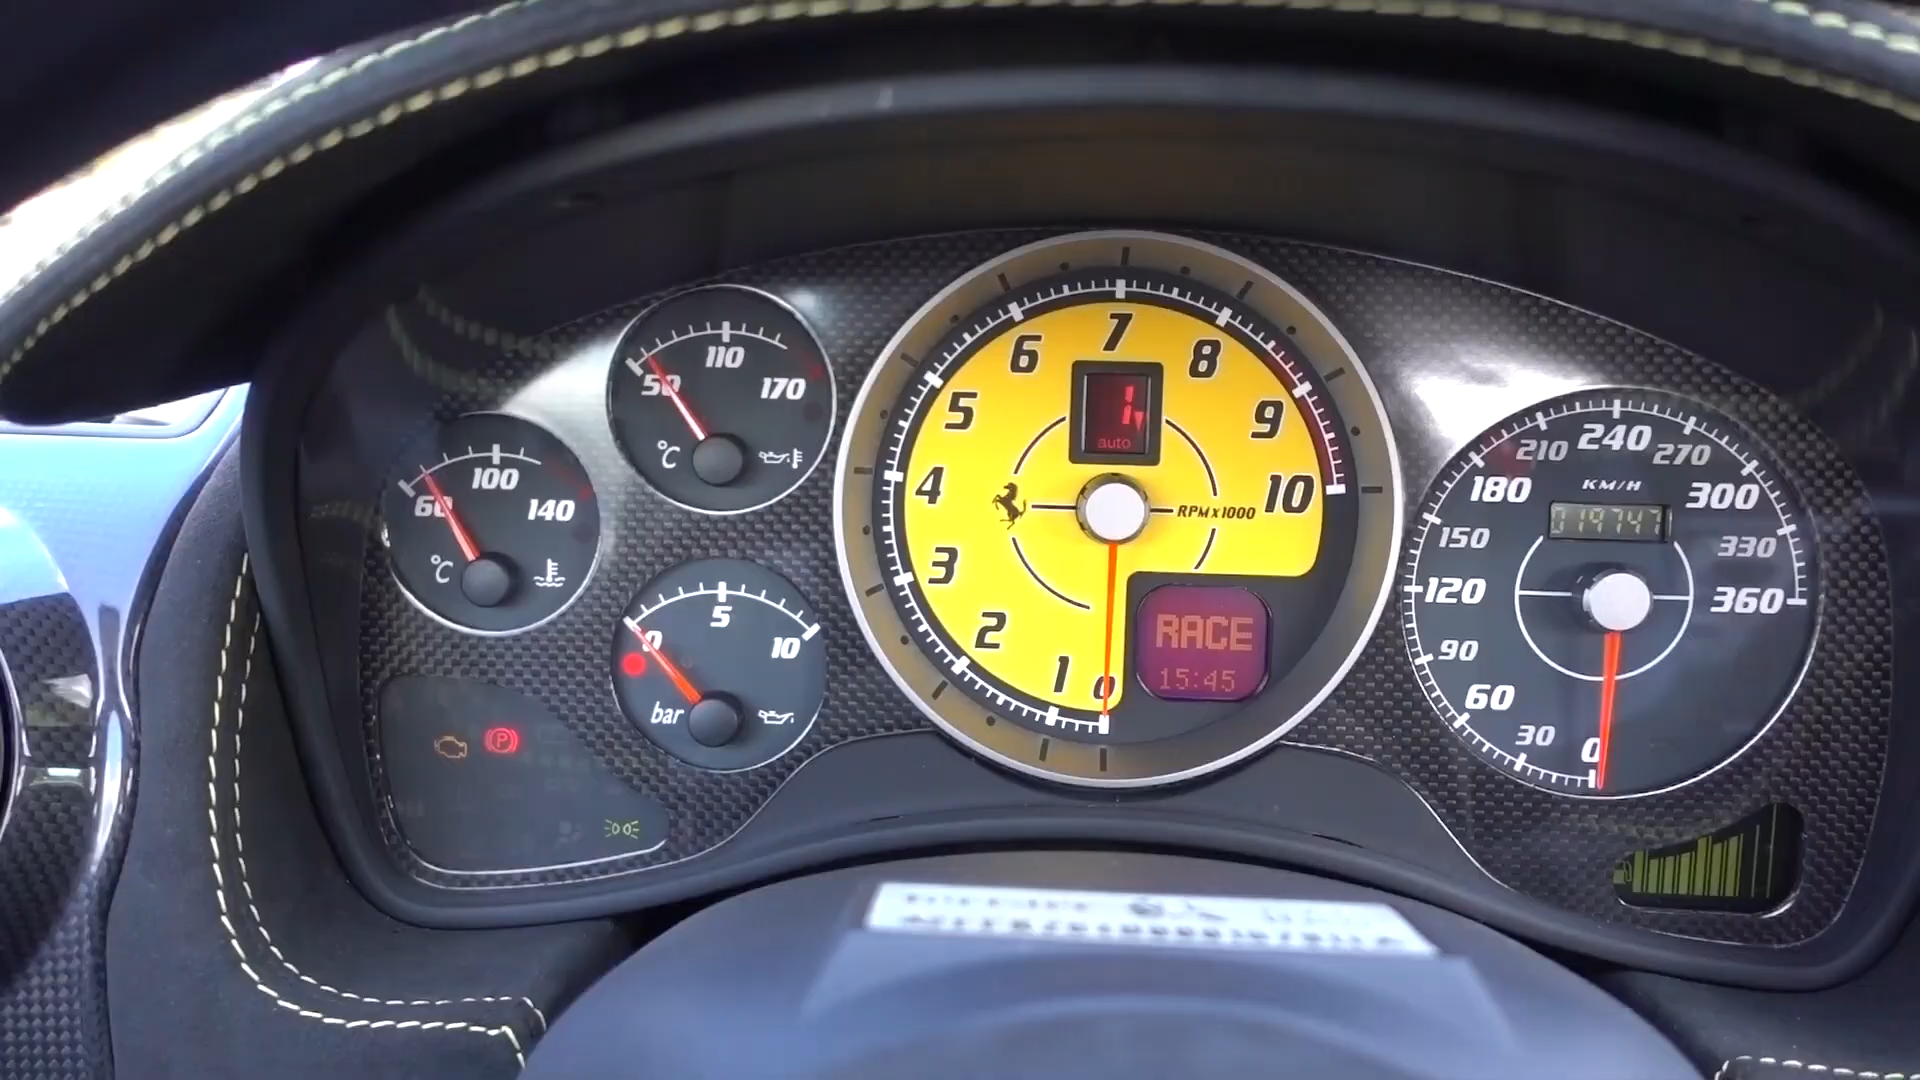 50 110 170
°C
60 100 140
°C
0 5 10
bar
P
0 1 2 3 4 5 6 7 8 9 10
1
auto
RPM x1000
RACE
15:45
0 30 60 90 120 150 180 210 240 270 300 330 360
KM/H
019747